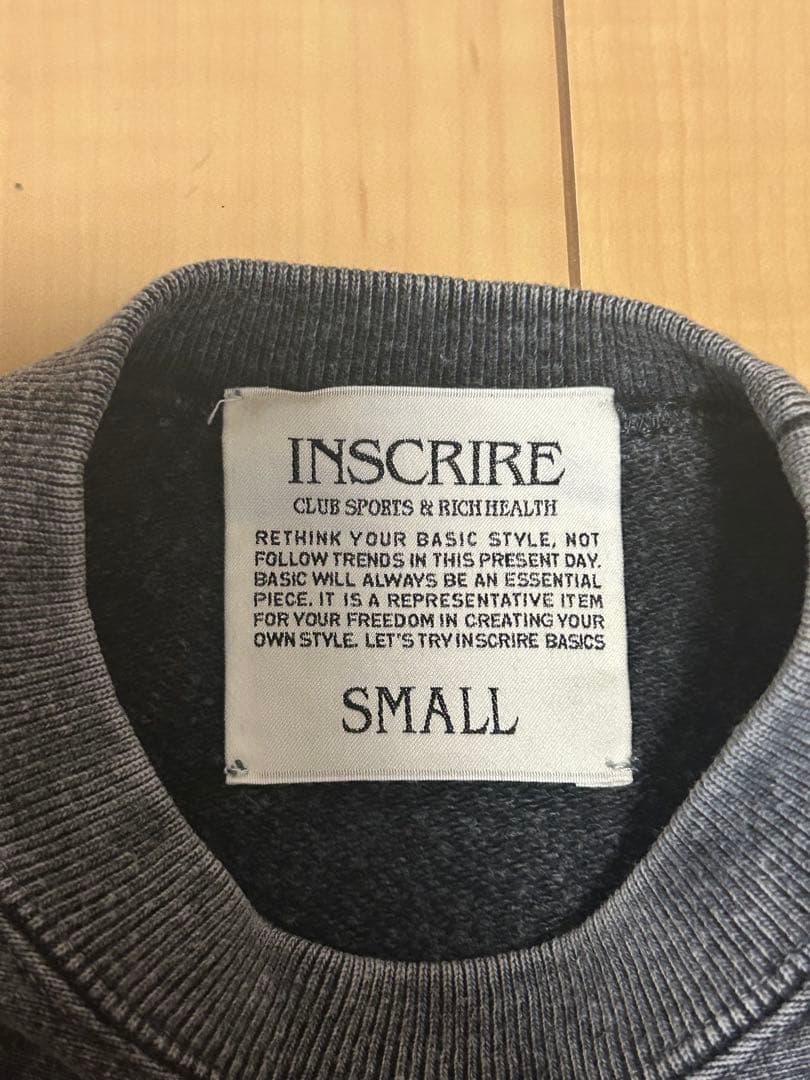 INSCRIRE
CLUB SPORTS & RICH HEALTH
RETHINK YOUR BASIC STYLE, NOT
FOLLOW TRENDS IN THIS PRESENT DAY.
BASIC WILL ALWAYS BE AN ESSENTIAL
PIECE. IT IS A REPRESENTATIVE ITEM
FOR YOUR FREEDOM IN CREATING YOUR
OWN STYLE. LET'S TRY INSCRIRE BASICS
SMALL